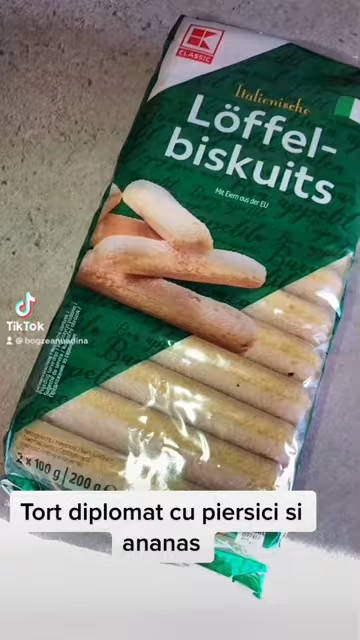 K
CLASSIC
Italienische
Löffel-
biskuits
Mit Eiern aus der EU
TikTok
@ bogzeanuadina
2 x 100 g | 200 g
Tort diplomat cu piersici si
ananas